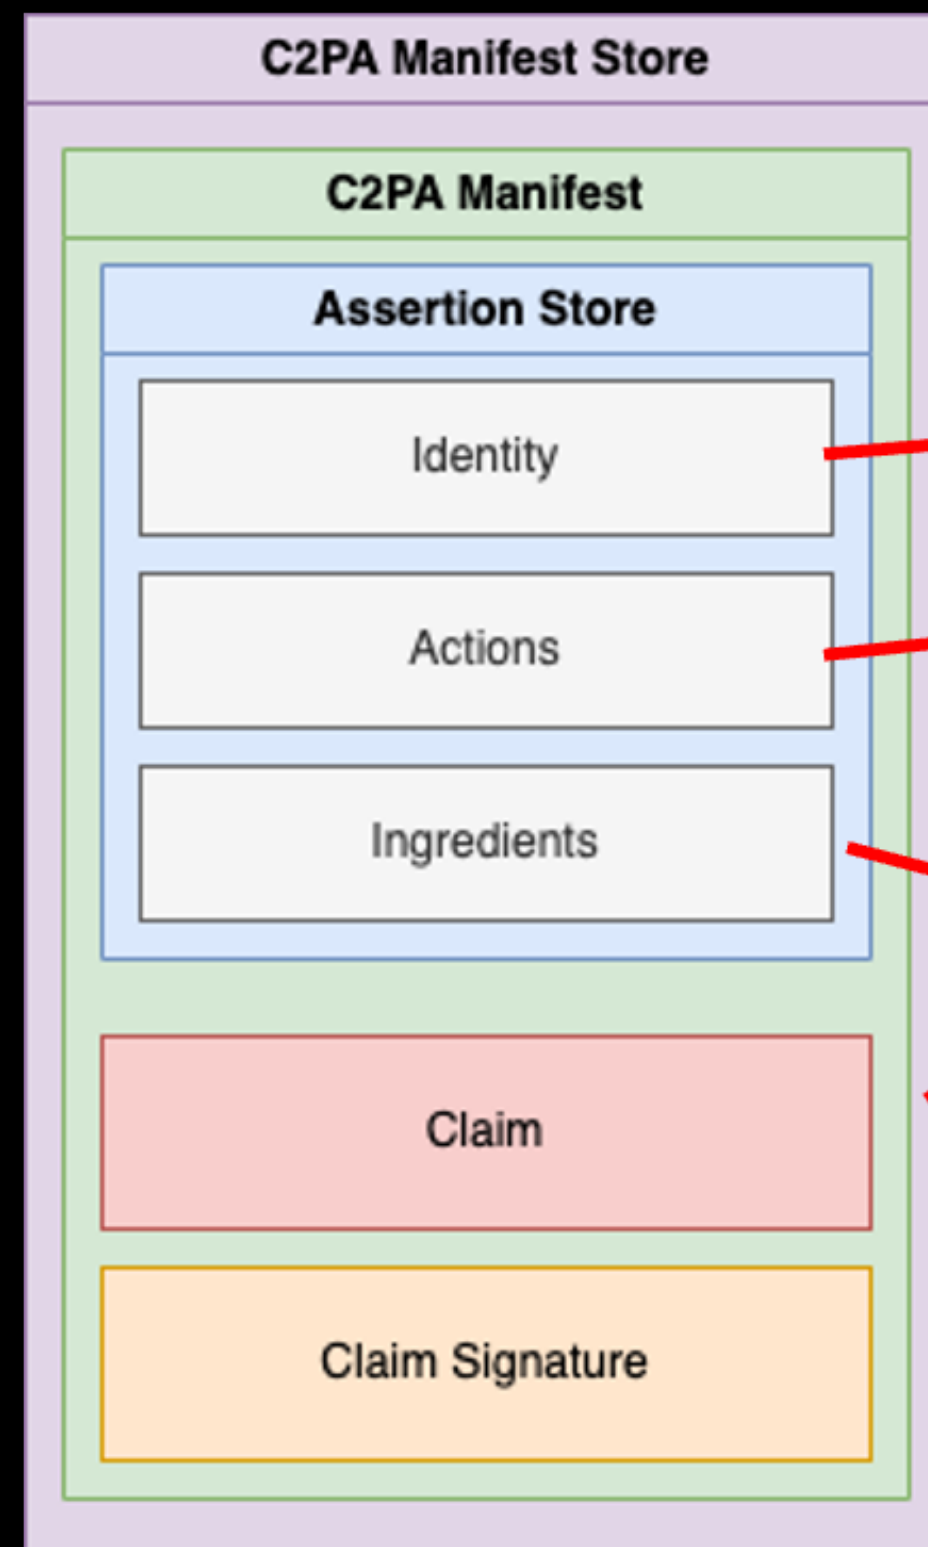 C2PA Manifest Store
C2PA Manifest
Assertion Store
Identity
Actions
Ingredients
Claim
Claim Signature